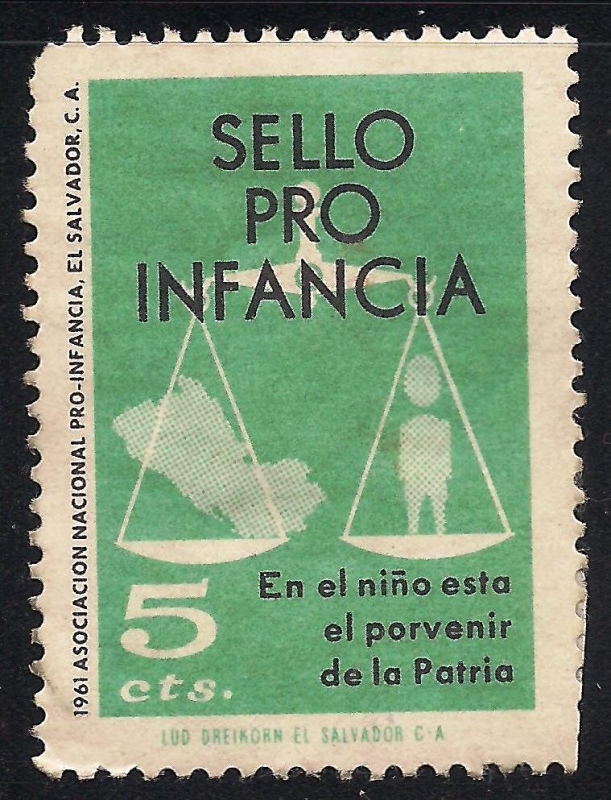 SELLO
PRO
INFANCIA
1961 ASOCIACION NACIONAL PRO-INFANCIA, EL SALVADOR, C. A.
5
cts.
En el niño esta
el porvenir
de la Patria
LUD DREIKORN EL SALVADOR C·A